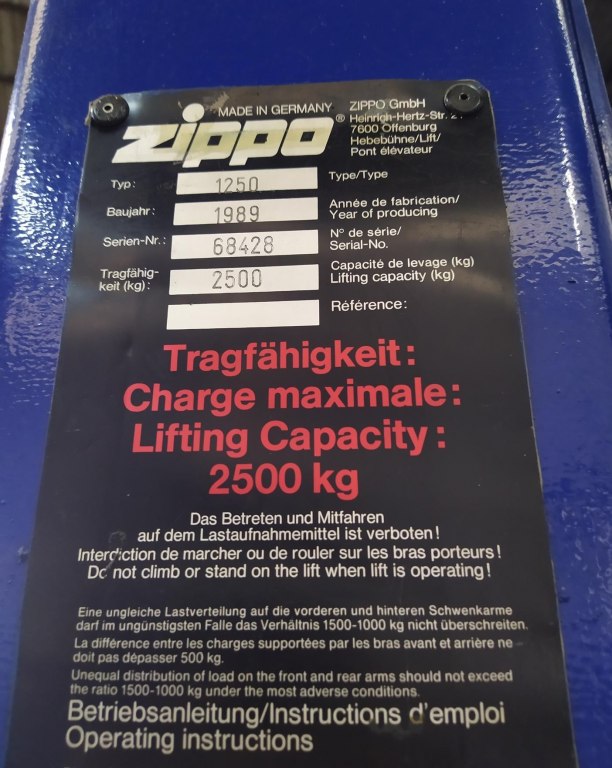 MADE IN GERMANY
zippo®
ZIPPO GmbH
Heinrich-Hertz-Str.
7600 Offenburg
Hebebühne/Lift/
Pont élévateur
Typ: 1250 Type/Type
Baujahr: 1989 Année de fabrication/
Year of producing
Serien-Nr.: 68428 N° de série/
Serial-No.
Tragfähig-
keit (kg): 2500 Capacité de levage (kg)
Lifting capacity (kg)
Référence:
Tragfähigkeit:
Charge maximale:
Lifting Capacity:
2500 kg
Das Betreten und Mitfahren
auf dem Lastaufnahmemittel ist verboten!
Interdiction de marcher ou de rouler sur les bras porteurs!
Do not climb or stand on the lift when lift is operating!
Eine ungleiche Lastverteilung auf die vorderen und hinteren Schwenkarme
darf im ungünstigsten Falle das Verhältnis 1500-1000 kg nicht überschreiten.
La différence entre les charges supportées par les bras avant et arrière ne
doit pas dépasser 500 kg.
Unequal distribution of load on the front and rear arms should not exceed
the ratio 1500-1000 kg under the most adverse conditions.
Betriebsanleitung/Instructions d'emploi
Operating instructions